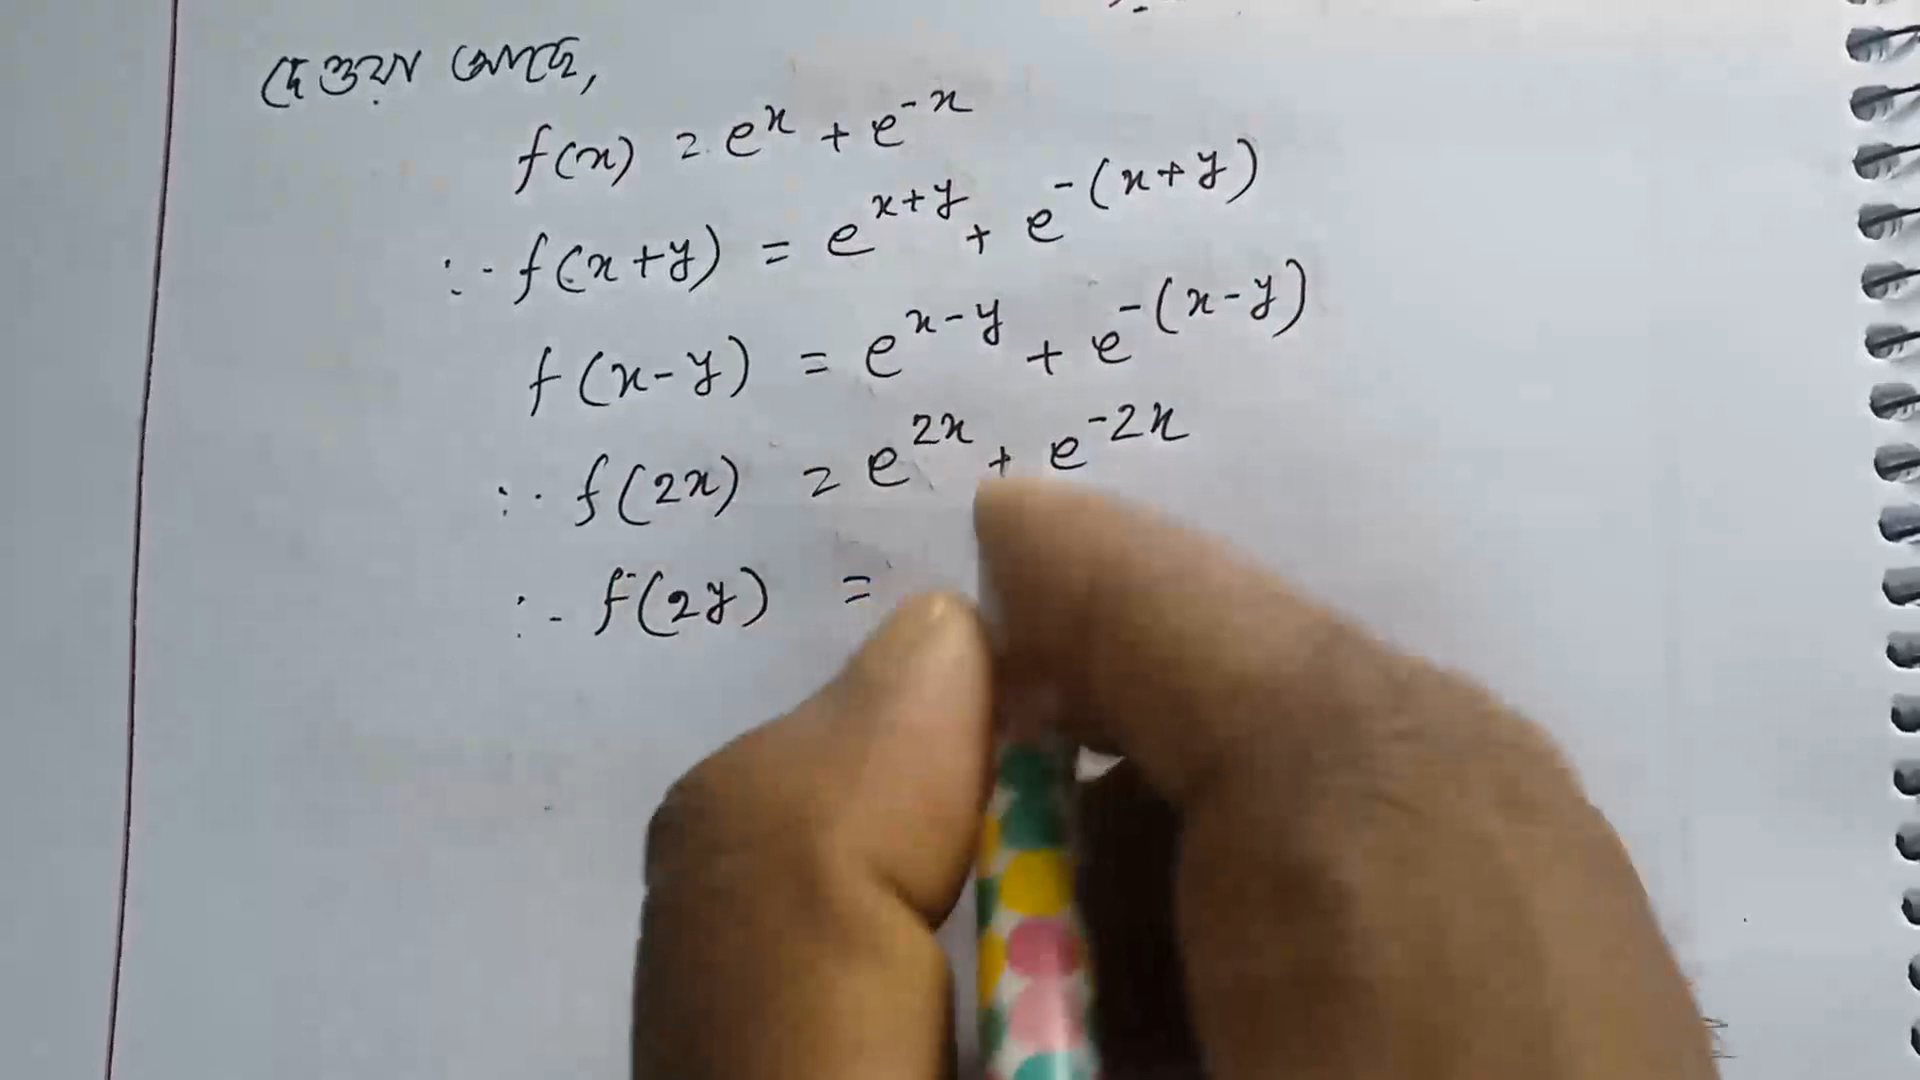 দেওয়া আছে,
f(x) = e^x + e^-x
∴ f(x+y) = e^x+y + e^-(x+y)
f(x-y) = e^x-y + e^-(x-y)
∴ f(2x) = e^2x + e^-2x
∴ f(2y) =